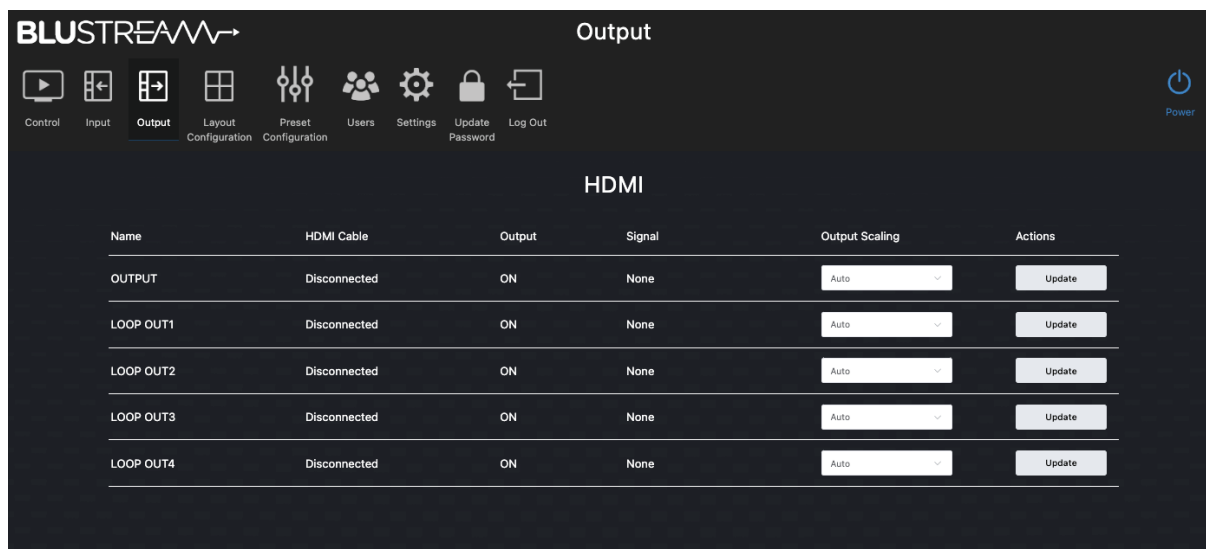 BLUSTREAM
Output
Control
Input
Output
Layout
Configuration
Preset
Configuration
Users
Settings
Update
Password
Log Out
Power
HDMI
Name HDMI Cable Output Signal Output Scaling Actions
OUTPUT Disconnected ON None Auto Update
LOOP OUT1 Disconnected ON None Auto Update
LOOP OUT2 Disconnected ON None Auto Update
LOOP OUT3 Disconnected ON None Auto Update
LOOP OUT4 Disconnected ON None Auto Update